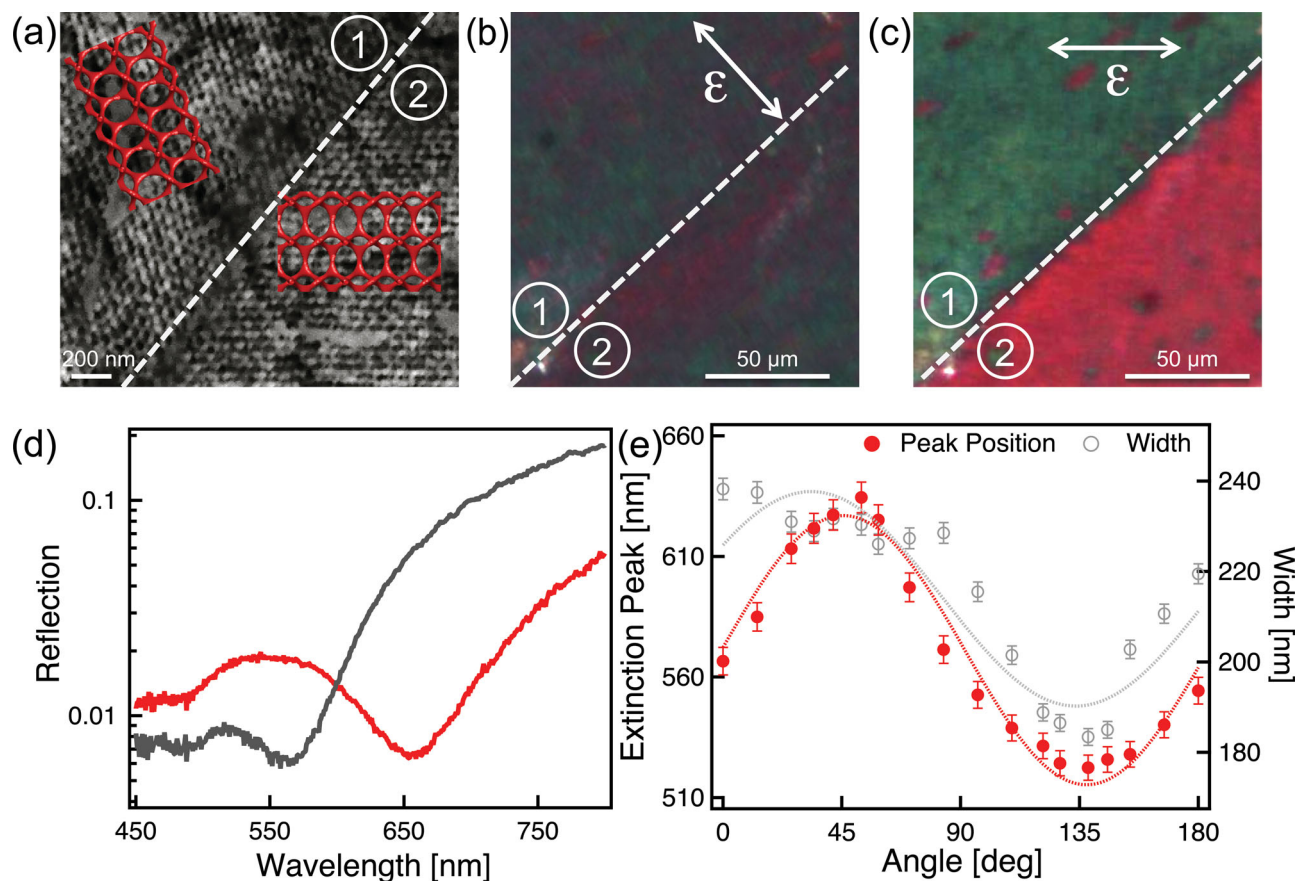 (a)
1
2
200 nm
(b)
ε
1
2
50 µm
(c)
ε
1
2
50 µm
(d)
Reflection
0.1
0.01
450
550
650
750
Wavelength [nm]
(e)
Peak Position
Width
Extinction Peak [nm]
660
610
560
510
0
45
90
135
180
Angle [deg]
240
220
200
180
Width [nm]